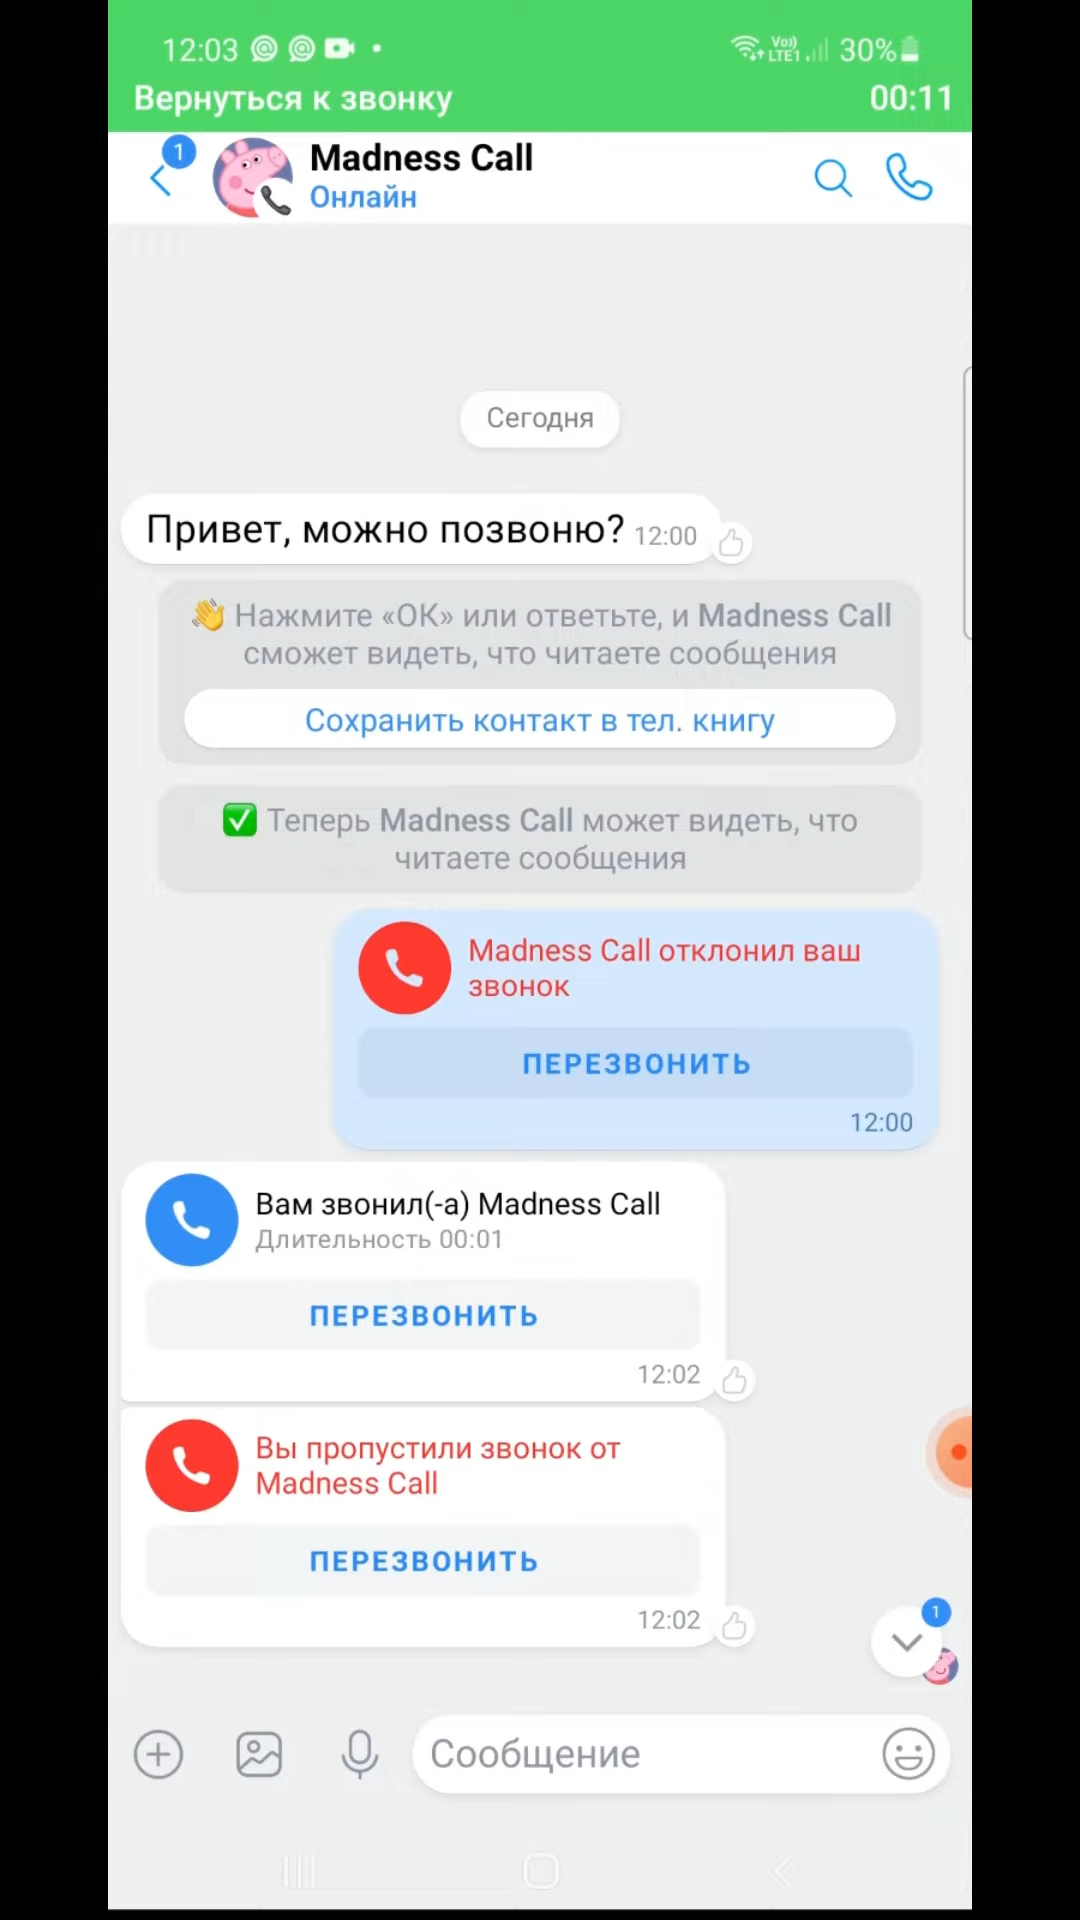 12:03
Vo))
LTE1
30%
Вернуться к звонку
00:11
1
Madness Call
Онлайн
Сегодня
Привет, можно позвоню? 12:00
👋 Нажмите «ОК» или ответьте, и Madness Call
сможет видеть, что читаете сообщения
Сохранить контакт в тел. книгу
✅ Теперь Madness Call может видеть, что
читаете сообщения
Madness Call отклонил ваш
звонок
ПЕРЕЗВОНИТЬ
12:00
Вам звонил(-а) Madness Call
Длительность 00:01
ПЕРЕЗВОНИТЬ
12:02
Вы пропустили звонок от
Madness Call
ПЕРЕЗВОНИТЬ
12:02
1
Сообщение